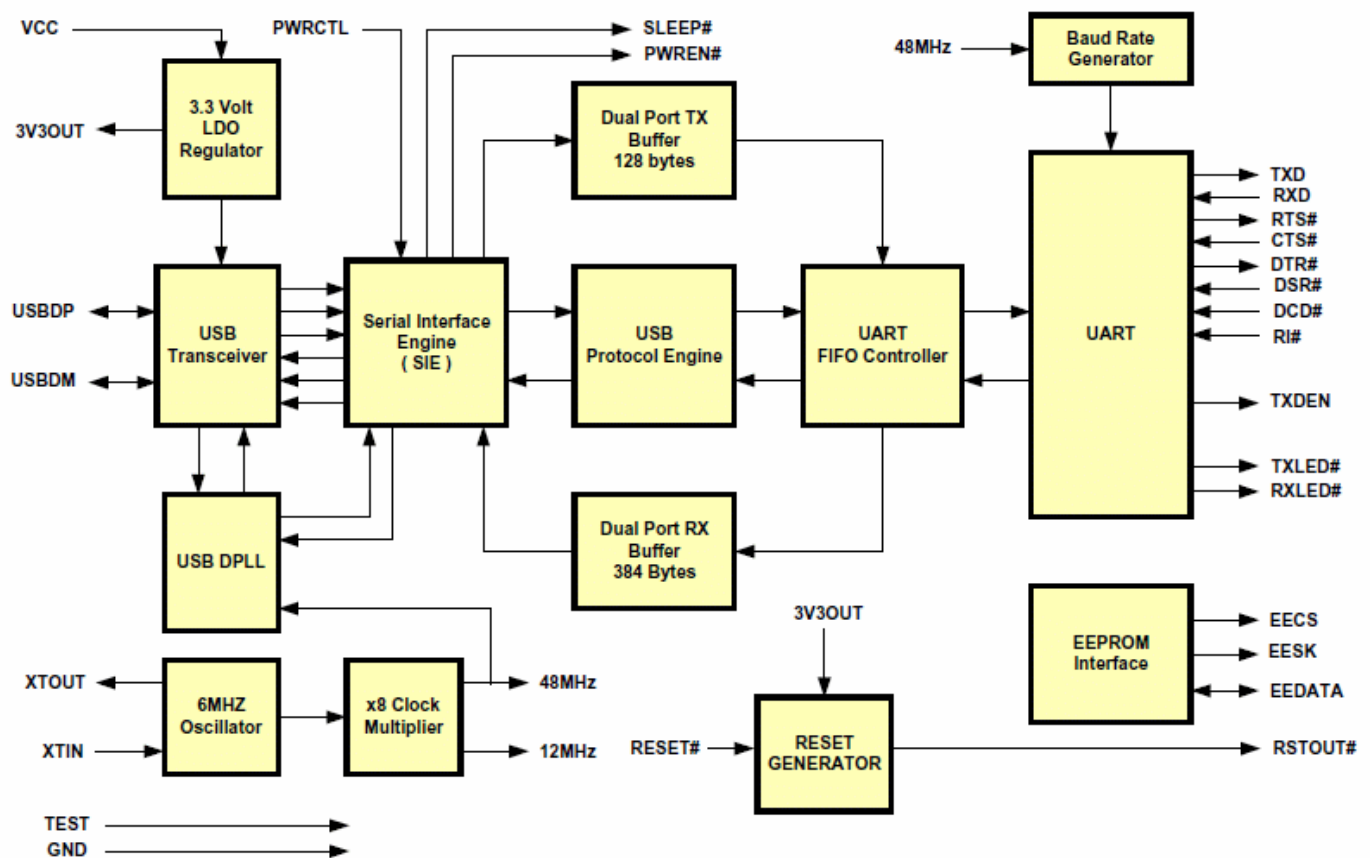 VCC
PWRCTL
SLEEP#
PWREN#
48MHz
Baud Rate
Generator
3.3 Volt
LDO
Regulator
3V3OUT
Dual Port TX
Buffer
128 bytes
TXD
RXD
RTS#
CTS#
DTR#
DSR#
DCD#
RI#
TXDEN
TXLED#
RXLED#
USBDP
USBDM
USB
Transceiver
Serial Interface
Engine
( SIE )
USB
Protocol Engine
UART
FIFO Controller
UART
USB DPLL
Dual Port RX
Buffer
384 Bytes
3V3OUT
EEPROM
Interface
EECS
EESK
EEDATA
XTOUT
XTIN
6MHZ
Oscillator
x8 Clock
Multiplier
48MHz
12MHz
RESET#
RESET
GENERATOR
RSTOUT#
TEST
GND